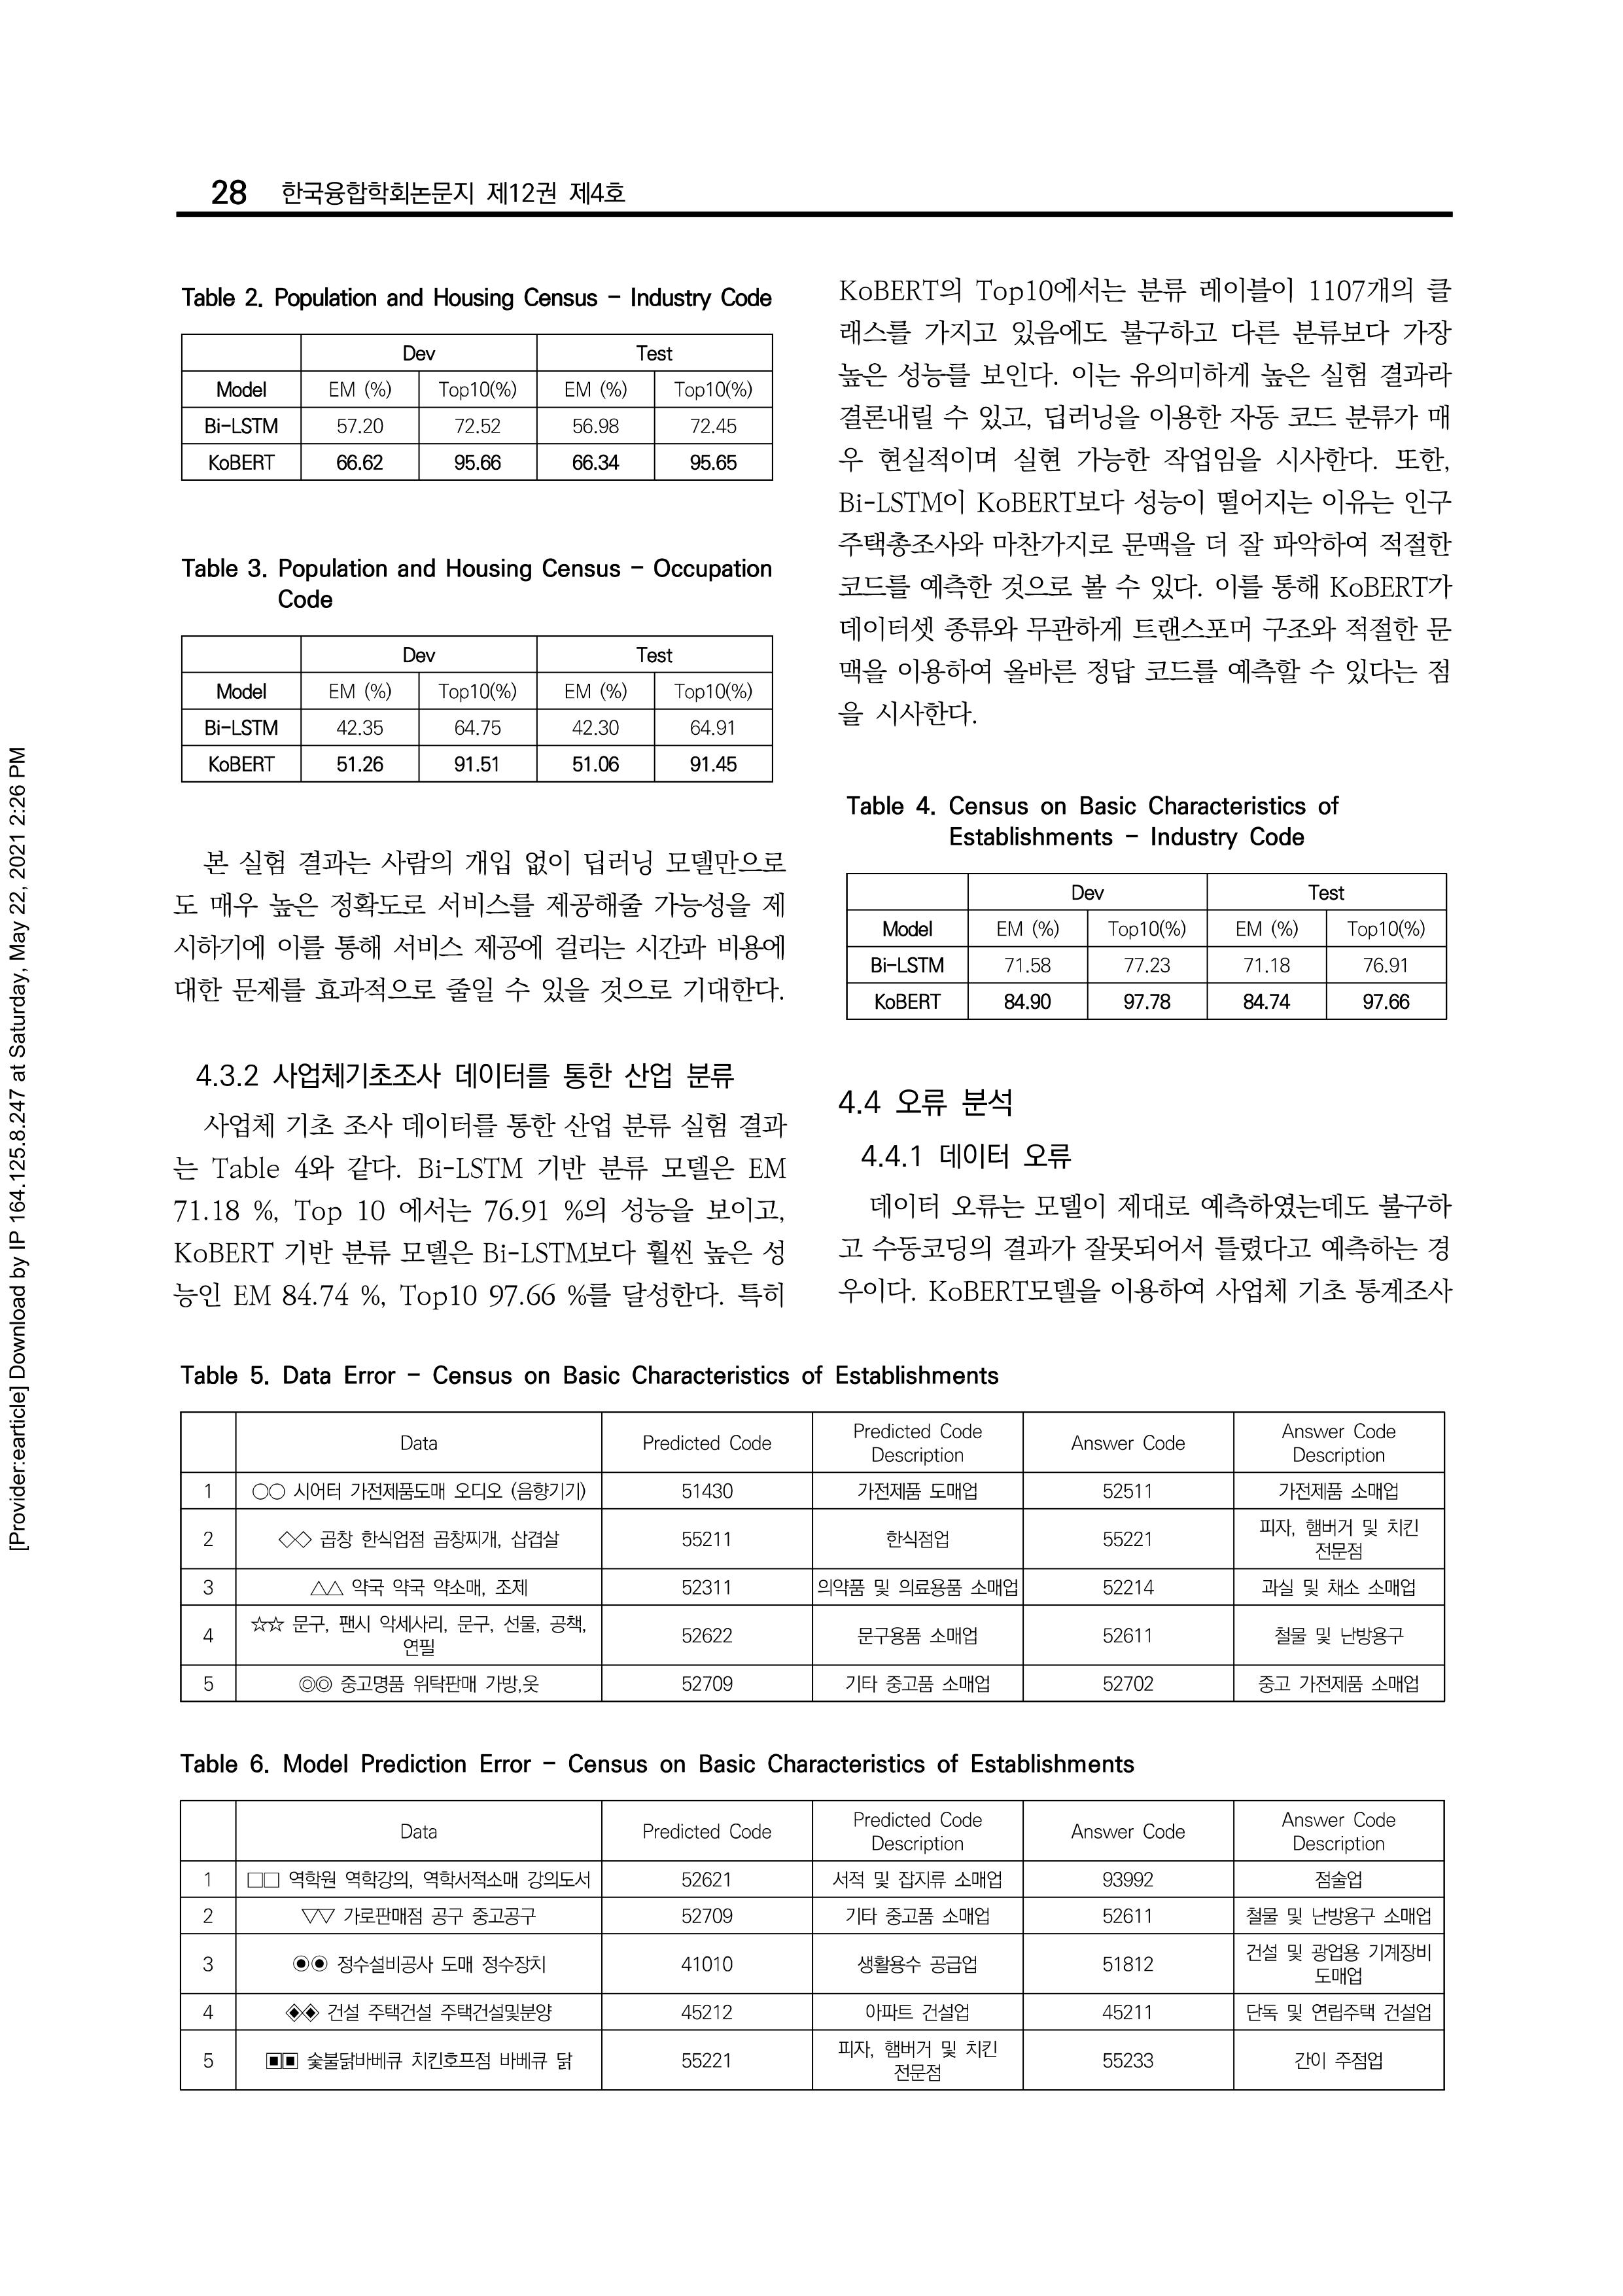 28 한국융합학회논문지 제12권 제4호
Table 2. Population and Housing Census - Industry Code
Dev Test
Model EM (%) Top10(%) EM (%) Top10(%)
Bi-LSTM 57.20 72.52 56.98 72.45
KoBERT 66.62 95.66 66.34 95.65
Table 3. Population and Housing Census - Occupation
Code
Dev Test
Model EM (%) Top10(%) EM (%) Top10(%)
Bi-LSTM 42.35 64.75 42.30 64.91
KoBERT 51.26 91.51 51.06 91.45
본 실험 결과는 사람의 개입 없이 딥러닝 모델만으로
도 매우 높은 정확도로 서비스를 제공해줄 가능성을 제
시하기에 이를 통해 서비스 제공에 걸리는 시간과 비용에
대한 문제를 효과적으로 줄일 수 있을 것으로 기대한다.
4.3.2 사업체기초조사 데이터를 통한 산업 분류
사업체 기초 조사 데이터를 통한 산업 분류 실험 결과
는 Table 4와 같다. Bi-LSTM 기반 분류 모델은 EM
71.18 %, Top 10 에서는 76.91 %의 성능을 보이고,
KoBERT 기반 분류 모델은 Bi-LSTM보다 훨씬 높은 성
능인 EM 84.74 %, Top10 97.66 %를 달성한다. 특히
KoBERT의 Top10에서는 분류 레이블이 1107개의 클
래스를 가지고 있음에도 불구하고 다른 분류보다 가장
높은 성능를 보인다. 이는 유의미하게 높은 실험 결과라
결론내릴 수 있고, 딥러닝을 이용한 자동 코드 분류가 매
우 현실적이며 실현 가능한 작업임을 시사한다. 또한,
Bi-LSTM이 KoBERT보다 성능이 떨어지는 이유는 인구
주택총조사와 마찬가지로 문맥을 더 잘 파악하여 적절한
코드를 예측한 것으로 볼 수 있다. 이를 통해 KoBERT가
데이터셋 종류와 무관하게 트랜스포머 구조와 적절한 문
맥을 이용하여 올바른 정답 코드를 예측할 수 있다는 점
을 시사한다.
Table 4. Census on Basic Characteristics of
Establishments - Industry Code
Dev Test
Model EM (%) Top10(%) EM (%) Top10(%)
Bi-LSTM 71.58 77.23 71.18 76.91
KoBERT 84.90 97.78 84.74 97.66
4.4 오류 분석
4.4.1 데이터 오류
데이터 오류는 모델이 제대로 예측하였는데도 불구하
고 수동코딩의 결과가 잘못되어서 틀렸다고 예측하는 경
우이다. KoBERT모델을 이용하여 사업체 기초 통계조사
Table 5. Data Error - Census on Basic Characteristics of Establishments
Data Predicted Code Predicted Code Description Answer Code Answer Code Description
1 ○○ 시어터 가전제품도매 오디오 (음향기기) 51430 가전제품 도매업 52511 가전제품 소매업
2 ◇◇ 곱창 한식업점 곱창찌개, 삽겹살 55211 한식점업 55221 피자, 햄버거 및 치킨 전문점
3 △△ 약국 약국 약소매, 조제 52311 의약품 및 의료용품 소매업 52214 과실 및 채소 소매업
4 ☆☆ 문구, 팬시 악세사리, 문구, 선물, 공책, 연필 52622 문구용품 소매업 52611 철물 및 난방용구
5 ◎◎ 중고명품 위탁판매 가방,옷 52709 기타 중고품 소매업 52702 중고 가전제품 소매업
Table 6. Model Prediction Error - Census on Basic Characteristics of Establishments
Data Predicted Code Predicted Code Description Answer Code Answer Code Description
1 □□ 역학원 역학강의, 역학서적소매 강의도서 52621 서적 및 잡지류 소매업 93992 점술업
2 ▽▽ 가로판매점 공구 중고공구 52709 기타 중고품 소매업 52611 철물 및 난방용구 소매업
3 ◉◉ 정수설비공사 도매 정수장치 41010 생활용수 공급업 51812 건설 및 광업용 기계장비 도매업
4 ◈◈ 건설 주택건설 주택건설및분양 45212 아파트 건설업 45211 단독 및 연립주택 건설업
5 ▣▣ 숯불닭바베큐 치킨호프점 바베큐 닭 55221 피자, 햄버거 및 치킨 전문점 55233 간이 주점업
[Provider:earticle] Download by IP 164.125.8.247 at Saturday, May 22, 2021 2:26 PM